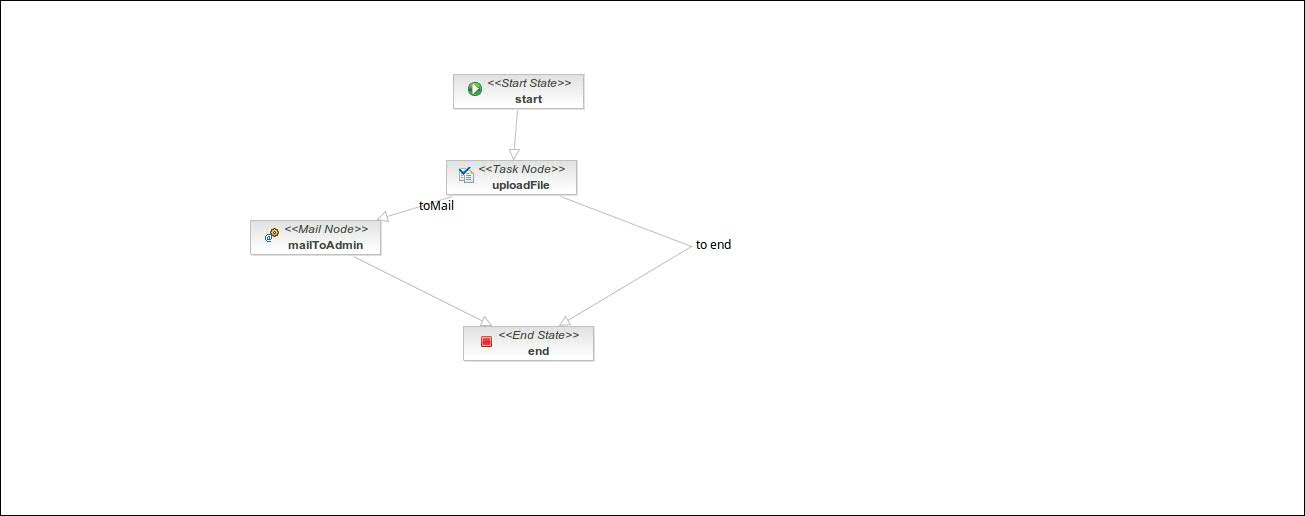 <<Start State>>
start
<<Task Node>>
uploadFile
toMail
<<Mail Node>>
mailToAdmin
to end
<<End State>>
end